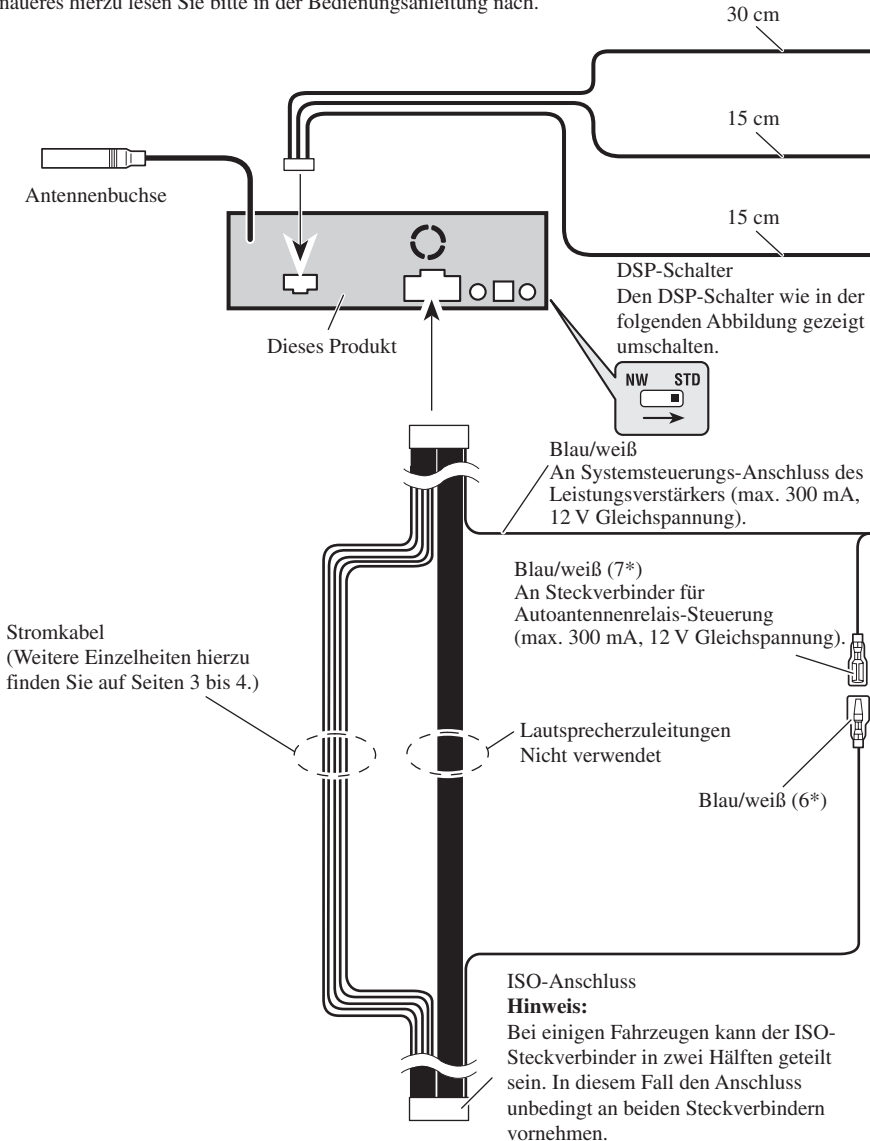 naueres hierzu lesen Sie bitte in der Bedienungsanleitung nach.
30 cm
15 cm
Antennenbuchse
15 cm
DSP-Schalter
Den DSP-Schalter wie in der
folgenden Abbildung gezeigt
umschalten.
Dieses Produkt
NW STD
Blau/weiß
An Systemsteuerungs-Anschluss des
Leistungsverstärkers (max. 300 mA,
12 V Gleichspannung).
Blau/weiß (7*)
An Steckverbinder für
Autoantennenrelais-Steuerung
(max. 300 mA, 12 V Gleichspannung).
Stromkabel
(Weitere Einzelheiten hierzu
finden Sie auf Seiten 3 bis 4.)
Lautsprecherzuleitungen
Nicht verwendet
Blau/weiß (6*)
ISO-Anschluss
Hinweis:
Bei einigen Fahrzeugen kann der ISO-
Steckverbinder in zwei Hälften geteilt
sein. In diesem Fall den Anschluss
unbedingt an beiden Steckverbindern
vornehmen.